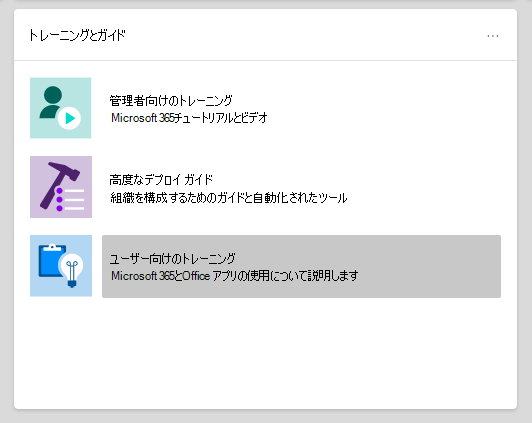 トレーニングとガイド
管理者向けのトレーニング
Microsoft 365チュートリアルとビデオ
高度なデプロイ ガイド
組織を構成するためのガイドと自動化されたツール
ユーザー向けのトレーニング
Microsoft 365とOffice アプリの使用について説明します